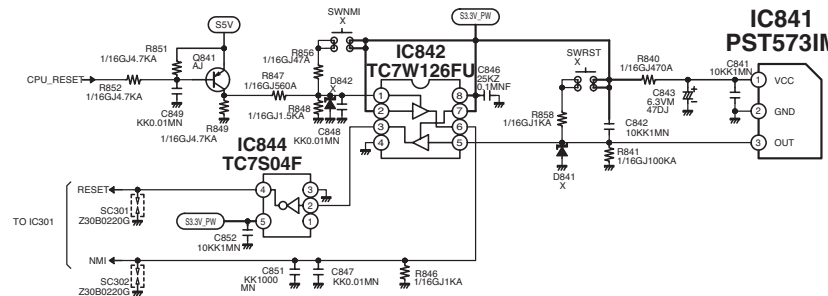 S5V
R851
1/16GJ4.7KA
Q841
AJ
CPU_RESET
R852
1/16GJ4.7KA
C849
KK0.01MN
R849
1/16GJ4.7KA
R847
1/16GJ560A
R856
1/16GJ47A
SWNMI
X
R848
1/16GJ1.5KA
D842
X
C848
KK0.01MN
S3.3V_PW
IC842
TC7W126FU
1
2
3
4
8
7
6
5
C846
25KZ
0.1MNF
SWRST
X
R858
1/16GJ1KA
D841
X
R840
1/16GJ470A
C842
10KK1MN
R841
1/16GJ100KA
C843
6.3VM
47DJ
C841
10KK1MN
IC841
PST573IM
1 VCC
2 GND
3 OUT
IC844
TC7S04F
4
5
3
2
1
TO IC301
RESET
SC301
Z30B0220G
S3.3V_PW
C852
10KK1MN
NMI
SC302
Z30B0220G
C851
KK1000
MN
C847
KK0.01MN
R846
1/16GJ1KA